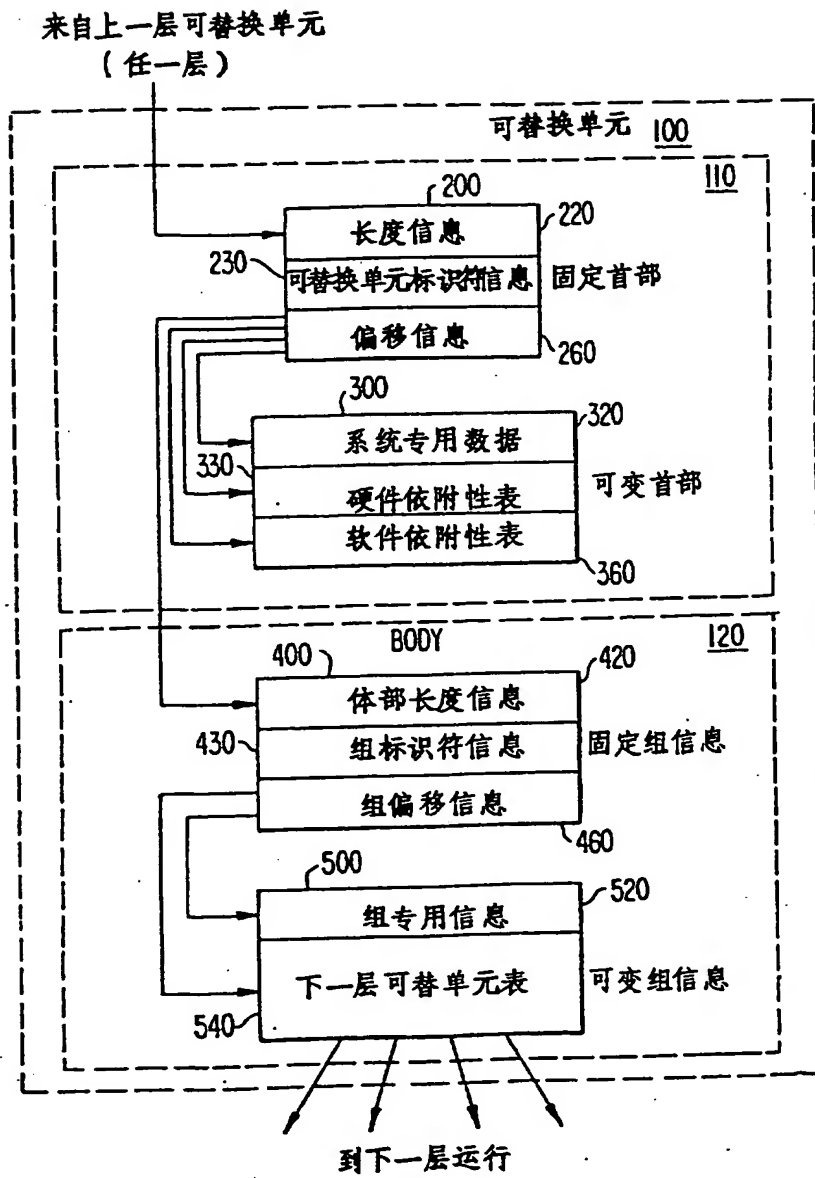 来自上一层可替换单元
（任一层）
可替换单元 100
110
200
长度信息
220
230
可替换单元标识符信息
固定首部
偏移信息
260
300
系统专用数据
320
330
硬件依附性表
可变首部
软件依附性表
360
BODY
120
400
体部长度信息
420
430
组标识符信息
固定组信息
组偏移信息
460
500
组专用信息
520
下一层可替单元表
可变组信息
540
到下一层运行